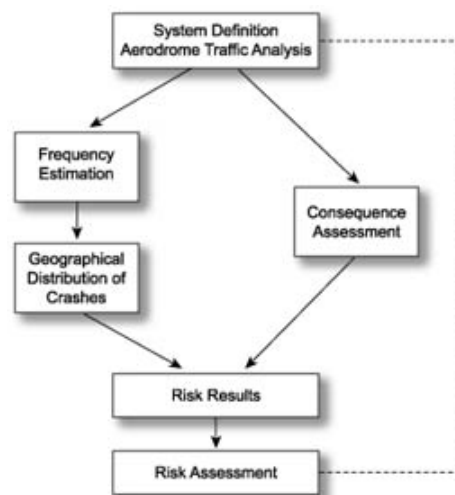 System Definition
Aerodrome Traffic Analysis
Frequency
Estimation
Consequence
Assessment
Geographical
Distribution of
Crashes
Risk Results
Risk Assessment